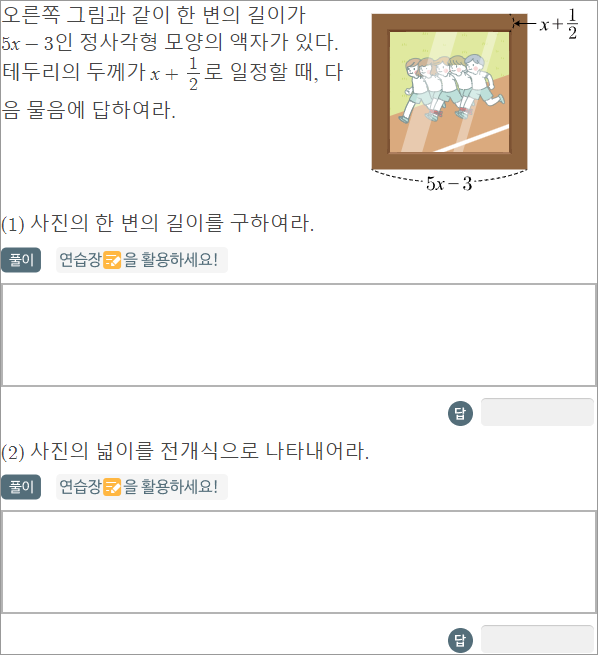 오른쪽 그림과 같이 한 변의 길이가
5x − 3인 정사각형 모양의 액자가 있다.
테두리의 두께가 x + 1/2 로 일정할 때, 다
음 물음에 답하여라.
x + 1/2
5x − 3
(1) 사진의 한 변의 길이를 구하여라.
풀이 연습장을 활용하세요!
답
(2) 사진의 넓이를 전개식으로 나타내어라.
풀이 연습장을 활용하세요!
답